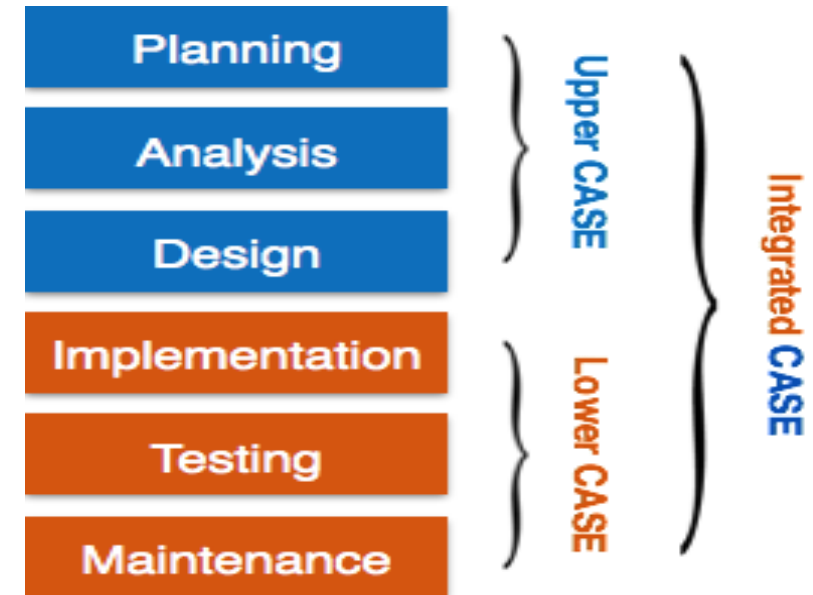 Planning
Analysis
Design
Implementation
Testing
Maintenance
Upper CASE
Lower CASE
Integrated CASE